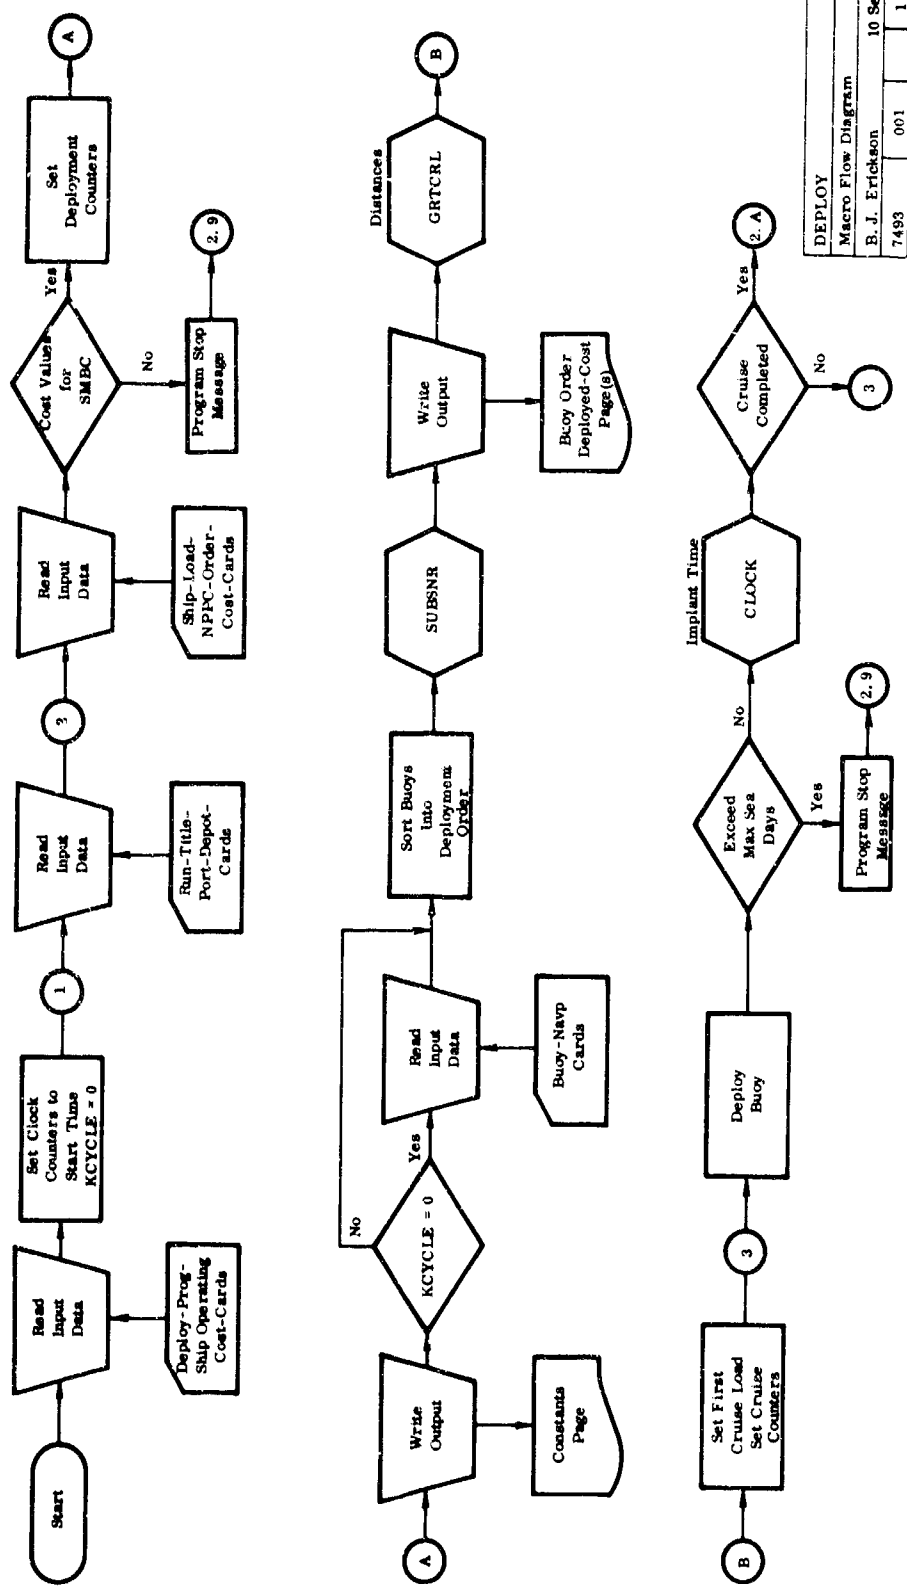 Start
Read
Input
Data
Deploy-Prog-
Ship Operating
Cost-Cards
Set Clock
Counters to
Start Time
KCYCLE = 0
1
Read
Input
Data
Run-Title-
Port-Depot-
Cards
Read
Input
Data
Ship-Load-
NPPC-Order-
Cost-Cards
Cost Values
for
SMBC
Yes
No
Program Stop
Message
2.9
Set
Deployment
Counters
A
A
Write
Output
Constants
Page
KCYCLE = 0
No
Yes
Read
Input
Data
Buoy-Navp
Cards
Sort Buoys
Into
Deployment
Order
SUBSNR
Write
Output
Buoy Order
Deployed-Cost
Page(s)
Distances
GRTCRL
B
B
Set First
Cruise Load
Set Cruise
Counters
3
Deploy
Buoy
Exceed
Max Sea
Days
No
Yes
Program Stop
Message
2.9
Implant Time
CLOCK
Cruise
Completed
Yes
No
2.A
3
DEPLOY
Macro Flow Diagram
B. J. Erickson 10 Se
7493 001 1